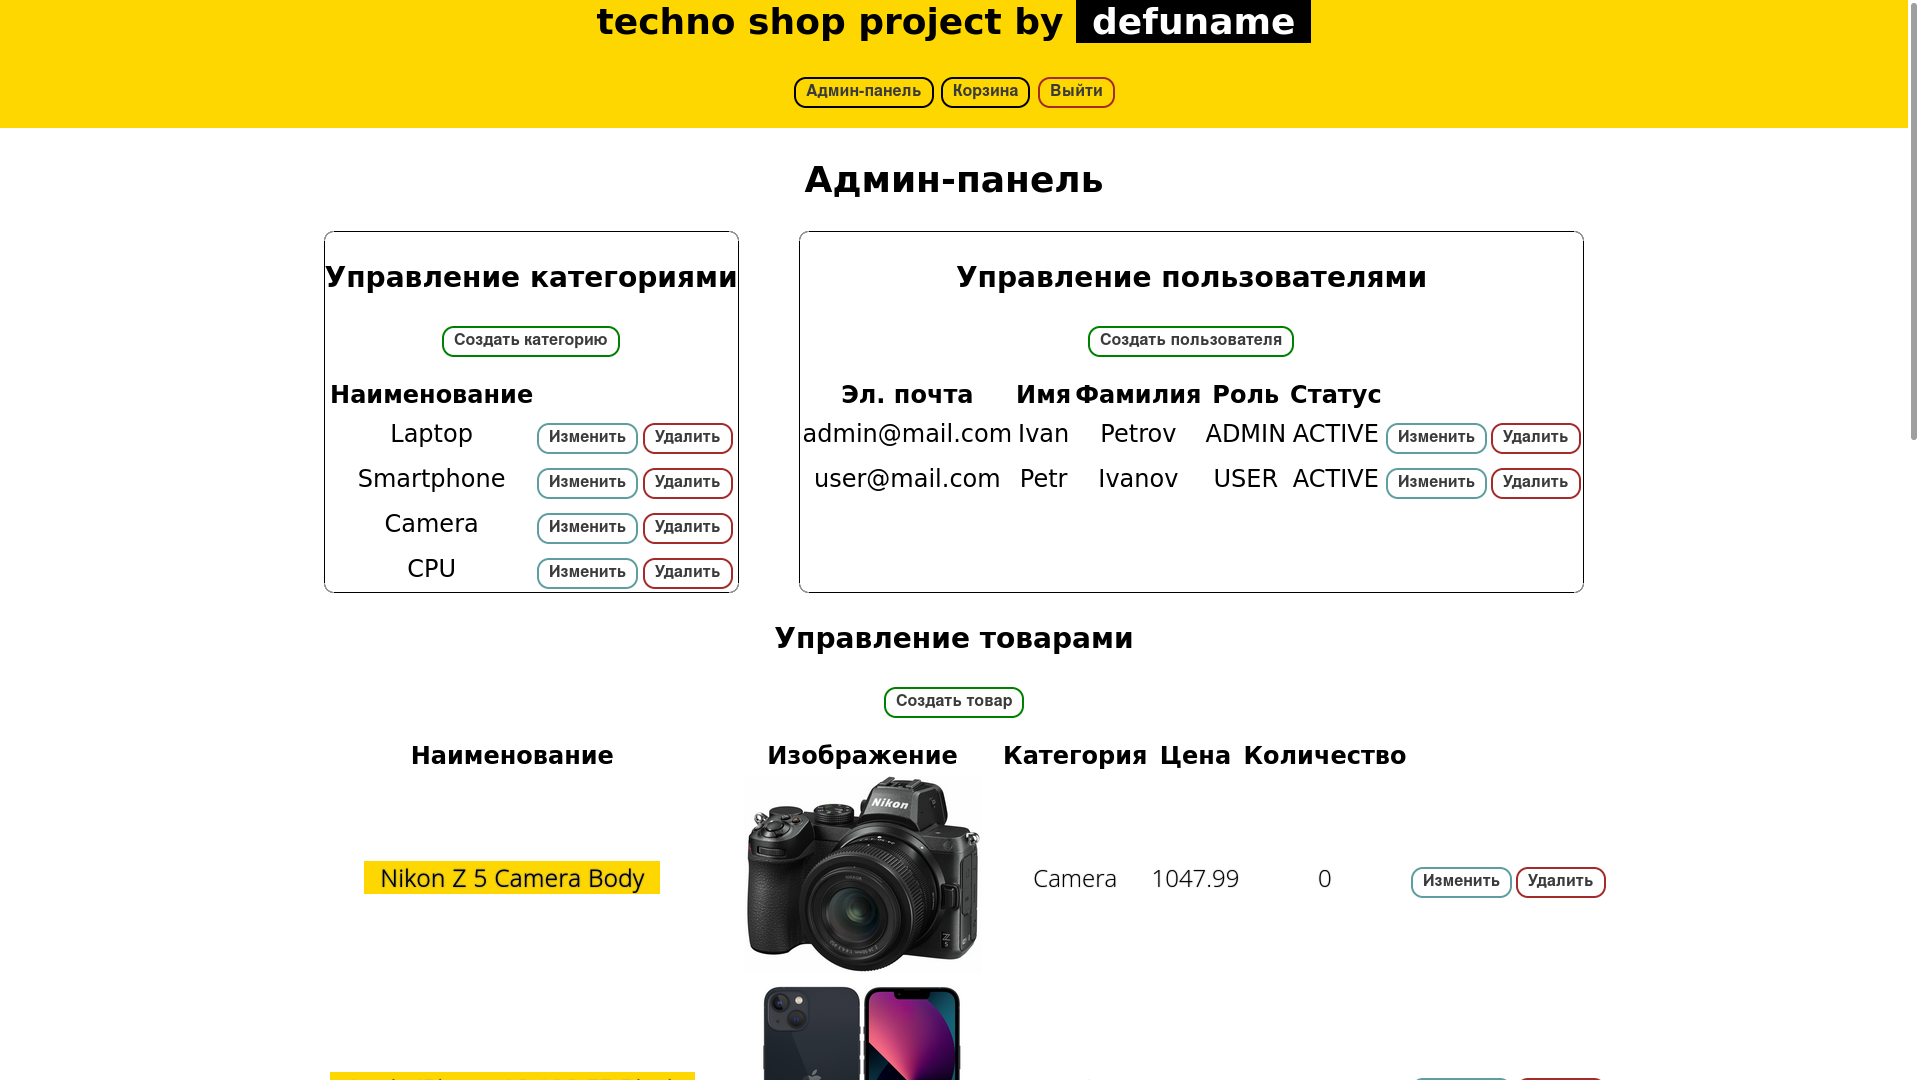 techno shop project by defuname
Админ-панель Корзина Выйти
Админ-панель
Управление категориями
Создать категорию
Наименование
Laptop Изменить Удалить
Smartphone Изменить Удалить
Camera Изменить Удалить
CPU Изменить Удалить
Управление пользователями
Создать пользователя
Эл. почта Имя Фамилия Роль Статус
admin@mail.com Ivan Petrov ADMIN ACTIVE Изменить Удалить
user@mail.com Petr Ivanov USER ACTIVE Изменить Удалить
Управление товарами
Создать товар
Наименование Изображение Категория Цена Количество
Nikon
Nikon Z 5 Camera Body Camera 1047.99 0 Изменить Удалить